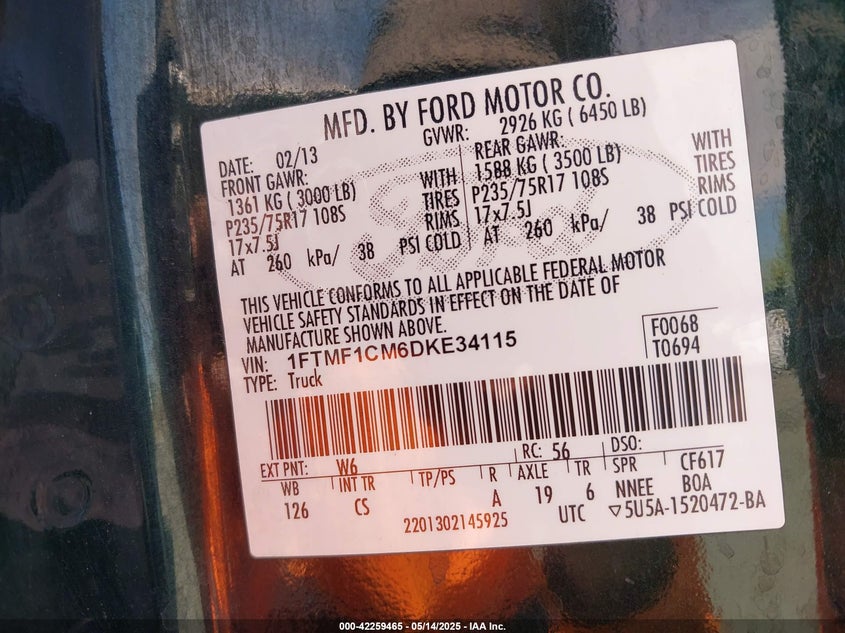 MFD. BY FORD MOTOR CO.
DATE: 02/13 GVWR: 2926 KG ( 6450 LB)
FRONT GAWR: REAR GAWR:
1361 KG ( 3000 LB) WITH 1588 KG ( 3500 LB) WITH
P235/75R17 108S TIRES P235/75R17 108S TIRES
17x7.5J RIMS 17x7.5J RIMS
AT 260 kPa/ 38 PSI COLD AT 260 kPa/ 38 PSI COLD
Ford
THIS VEHICLE CONFORMS TO ALL APPLICABLE FEDERAL MOTOR
VEHICLE SAFETY STANDARDS IN EFFECT ON THE DATE OF
MANUFACTURE SHOWN ABOVE.
VIN: 1FTMF1CM6DKE34115 F0068
TYPE: Truck T0694
EXT PNT: W6 RC: 56 DSO:
WB INT TR TP/PS R AXLE TR SPR CF617
126 CS A 19 6 NNEE BOA
2201302145925 UTC ▽5U5A-1520472-BA
000-42259465 - 05/14/2025 - IAA Inc.